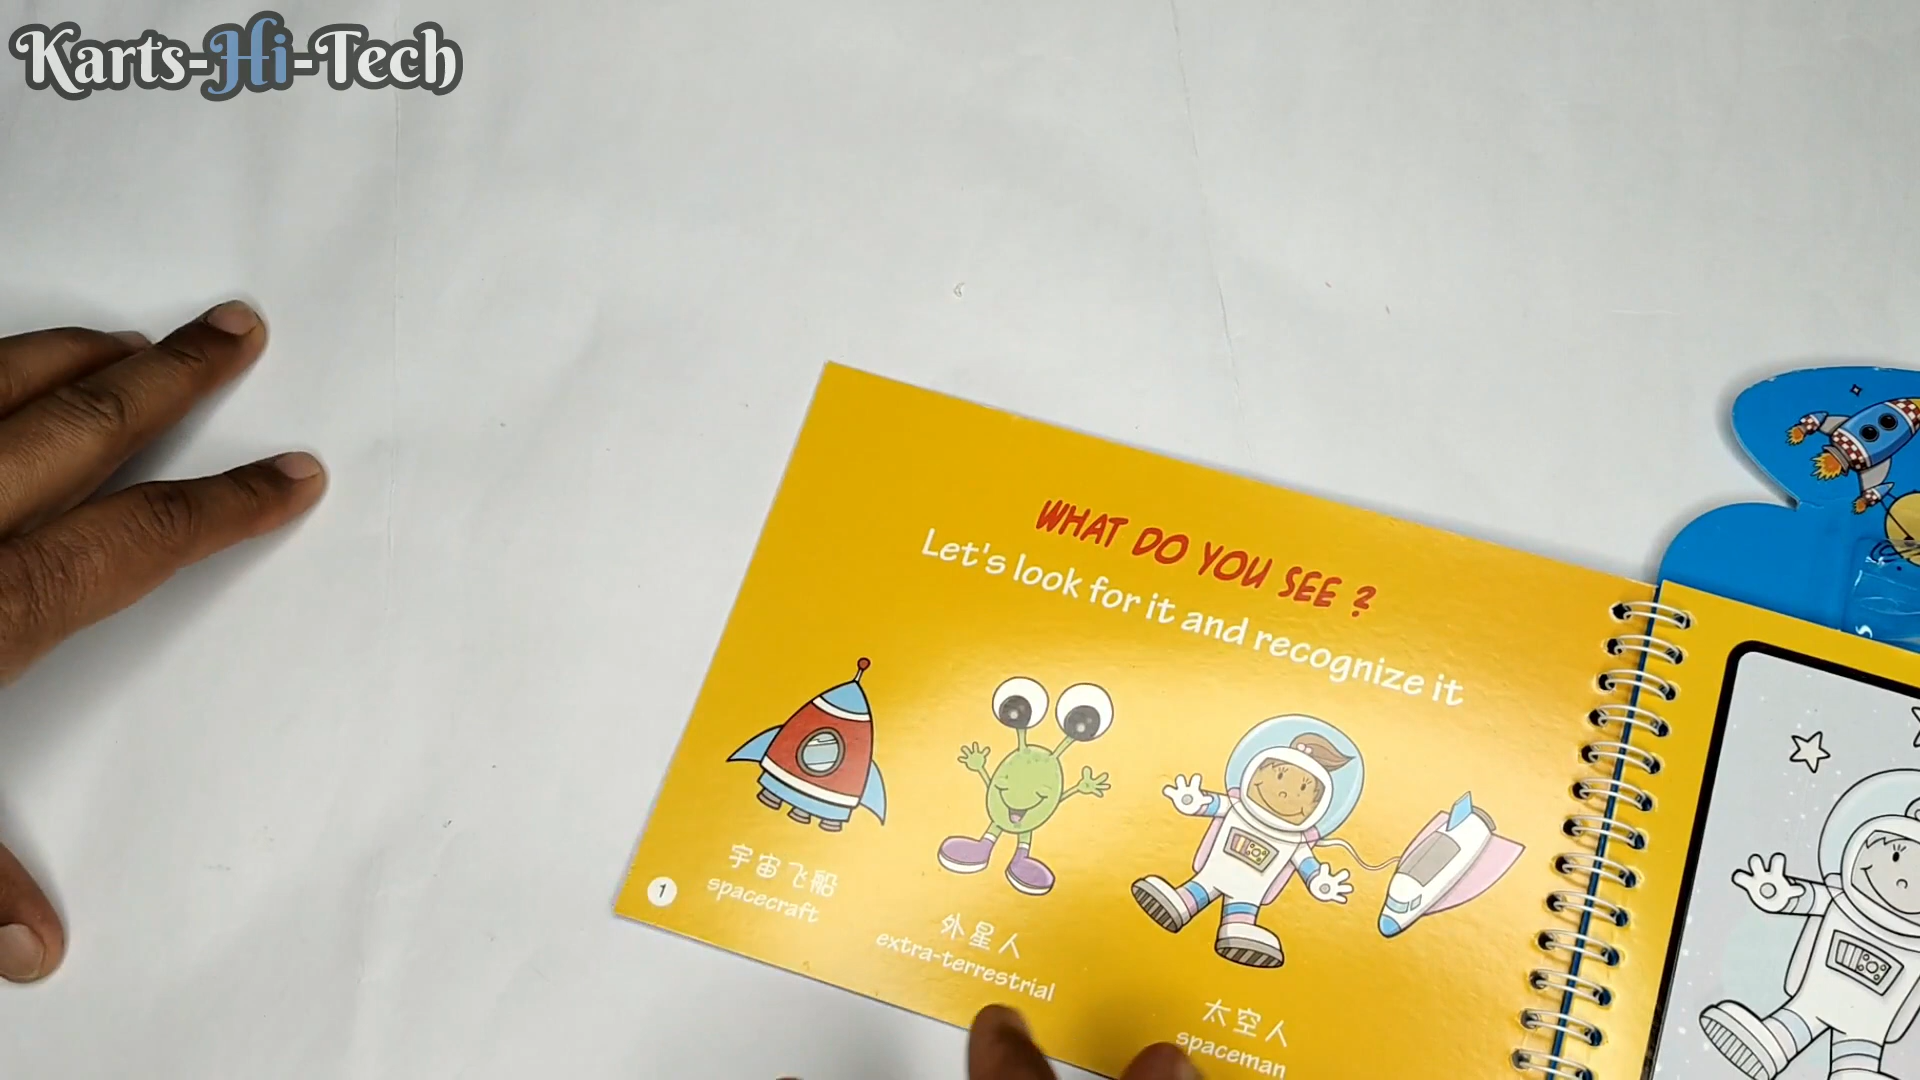 Karts-Hi-Tech
WHAT DO YOU SEE ?
Let's look for it and recognize it
宇宙飞船
spacecraft
外星人
extra-terrestrial
太空人
spaceman
1